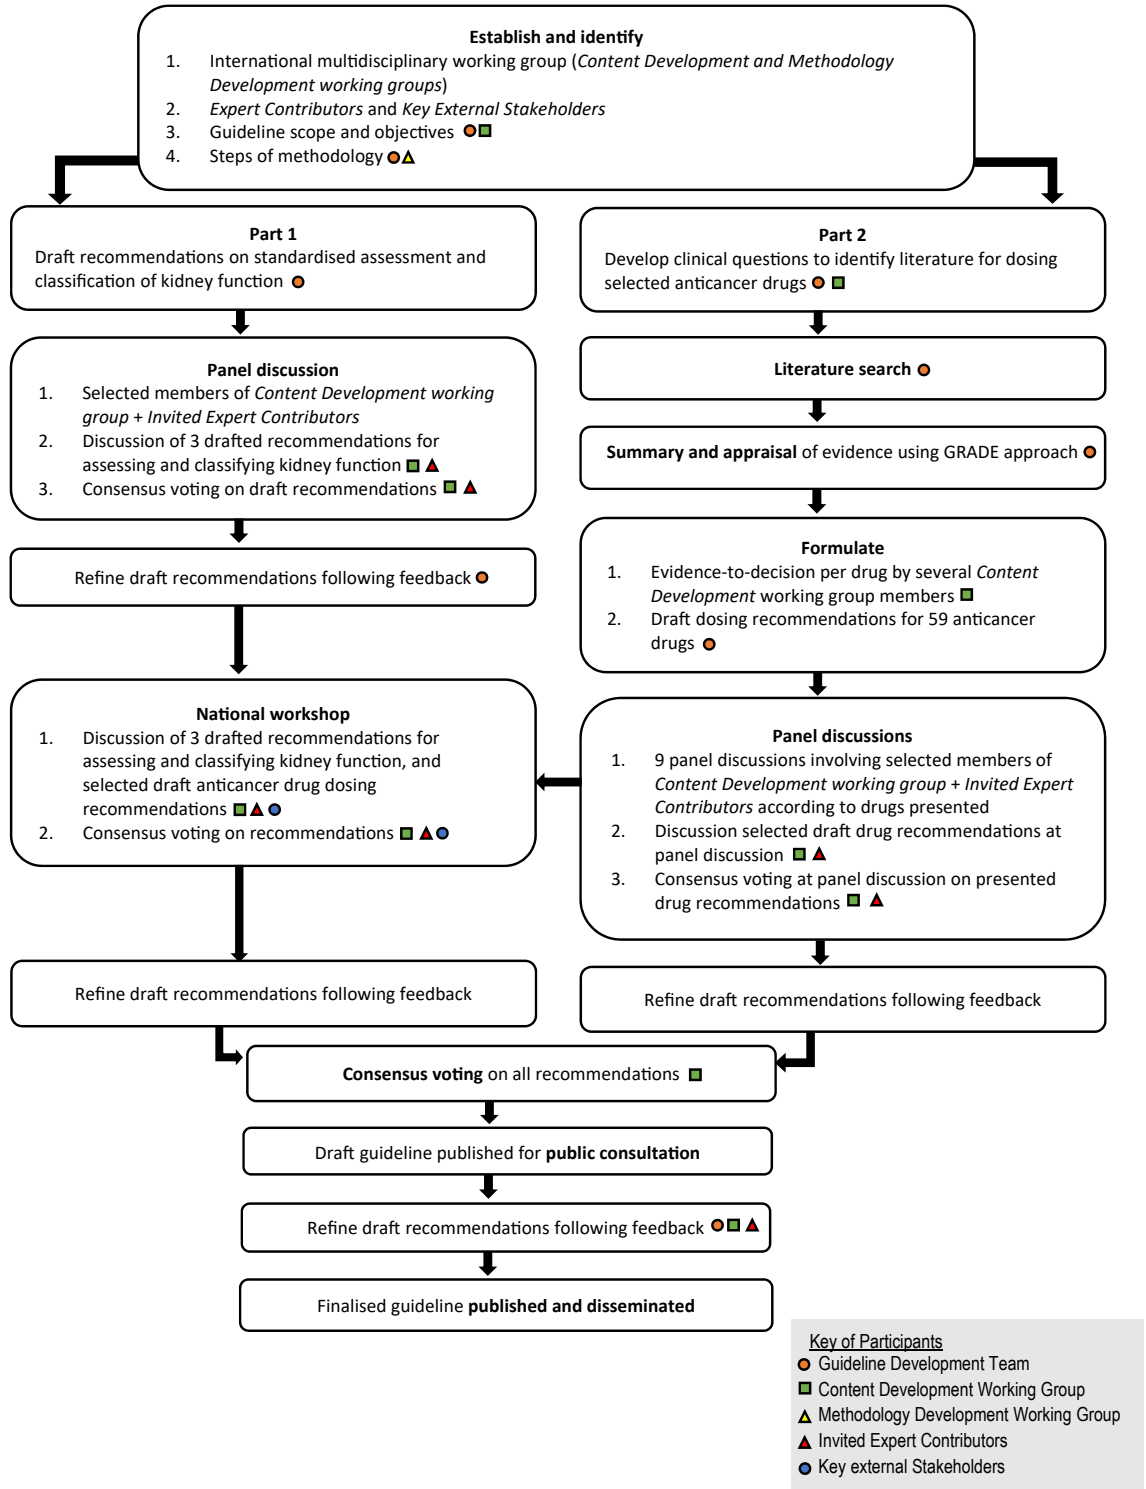 Establish and identify
1. International multidisciplinary working group (Content Development and Methodology
Development working groups)
2. Expert Contributors and Key External Stakeholders
3. Guideline scope and objectives
4. Steps of methodology
Part 1
Draft recommendations on standardised assessment and
classification of kidney function
Panel discussion
1. Selected members of Content Development working
group + Invited Expert Contributors
2. Discussion of 3 drafted recommendations for
assessing and classifying kidney function
3. Consensus voting on draft recommendations
Refine draft recommendations following feedback
National workshop
1. Discussion of 3 drafted recommendations for
assessing and classifying kidney function, and
selected draft anticancer drug dosing
recommendations
2. Consensus voting on recommendations
Refine draft recommendations following feedback
Part 2
Develop clinical questions to identify literature for dosing
selected anticancer drugs
Literature search
Summary and appraisal of evidence using GRADE approach
Formulate
1. Evidence-to-decision per drug by several Content
Development working group members
2. Draft dosing recommendations for 59 anticancer
drugs
Panel discussions
1. 9 panel discussions involving selected members of
Content Development working group + Invited Expert
Contributors according to drugs presented
2. Discussion selected draft drug recommendations at
panel discussion
3. Consensus voting at panel discussion on presented
drug recommendations
Refine draft recommendations following feedback
Consensus voting on all recommendations
Draft guideline published for public consultation
Refine draft recommendations following feedback
Finalised guideline published and disseminated
Key of Participants
Guideline Development Team
Content Development Working Group
Methodology Development Working Group
Invited Expert Contributors
Key external Stakeholders